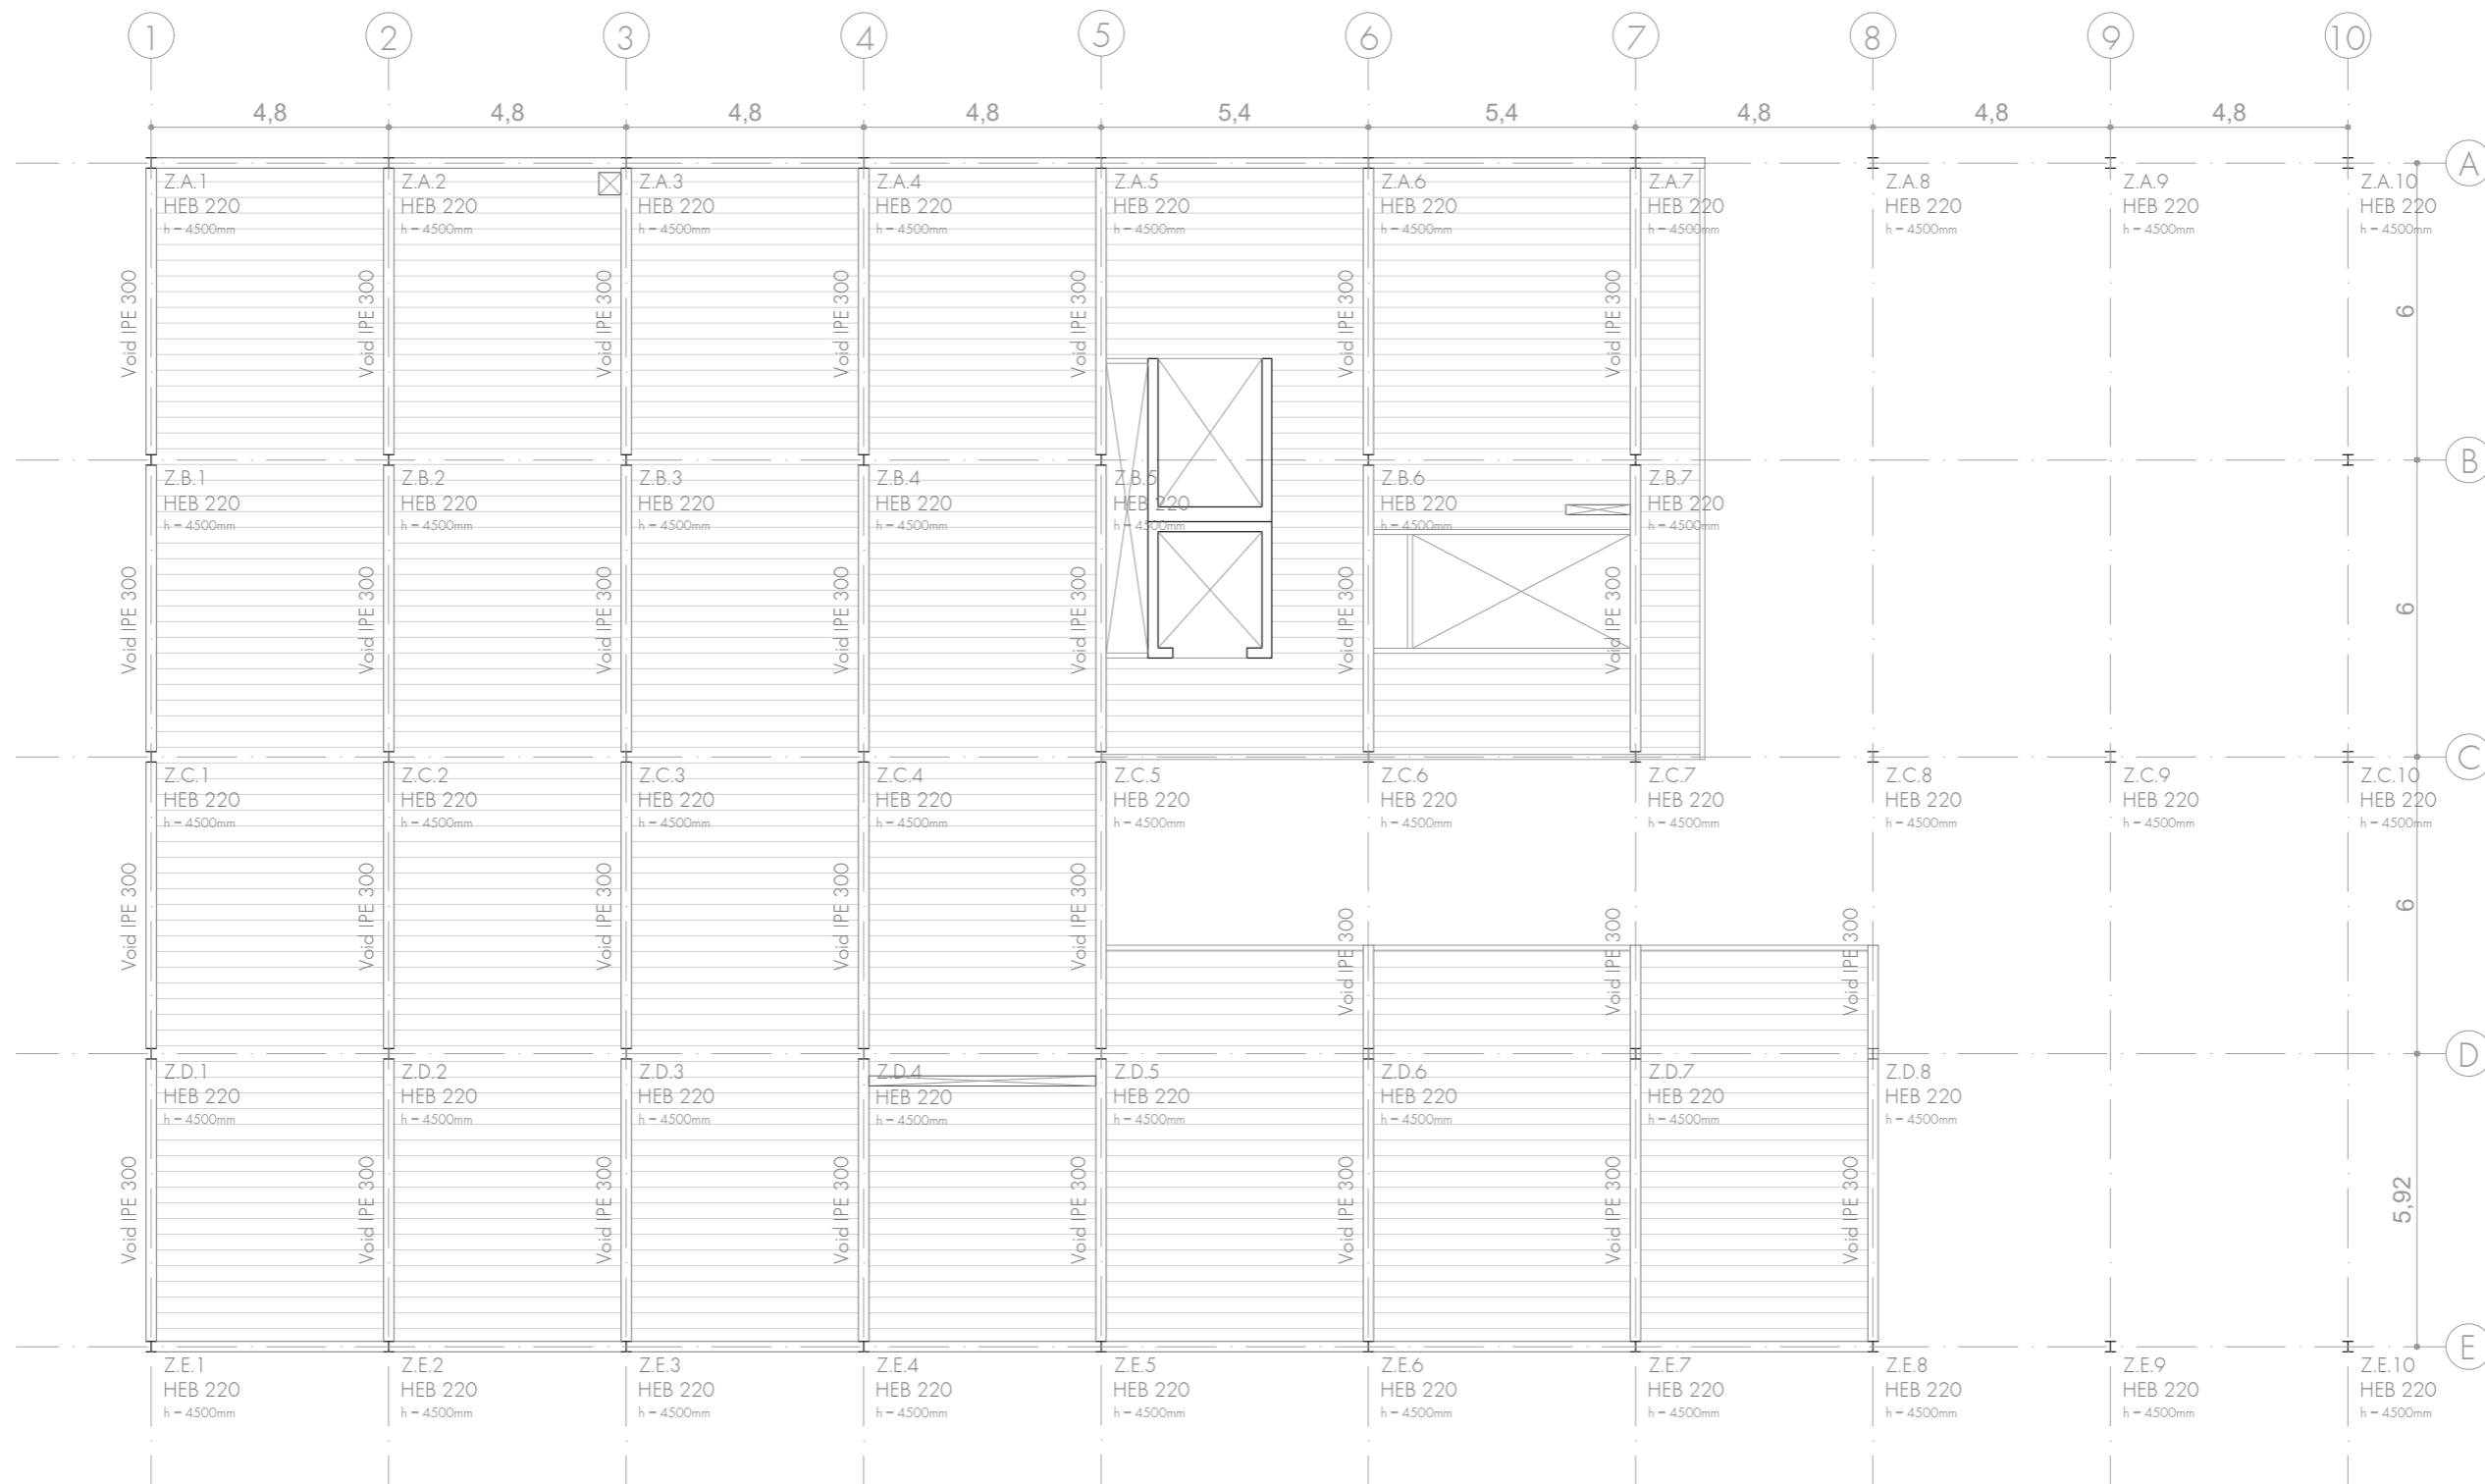 1 2 3 4 5 6 7 8 9 10
4,8 4,8 4,8 4,8 5,4 5,4 4,8 4,8 4,8
A
Z.A.1 Z.A.2 Z.A.3 Z.A.4 Z.A.5 Z.A.6 Z.A.7 Z.A.8 Z.A.9 Z.A.10
HEB 220 HEB 220 HEB 220 HEB 220 HEB 220 HEB 220 HEB 220 HEB 220 HEB 220 HEB 220
h = 4500mm h = 4500mm h = 4500mm h = 4500mm h = 4500mm h = 4500mm h = 4500mm h = 4500mm h = 4500mm h = 4500mm
Void IPE 300 Void IPE 300 Void IPE 300 Void IPE 300 Void IPE 300 Void IPE 300 Void IPE 300
6
B
Z.B.1 Z.B.2 Z.B.3 Z.B.4 Z.B.5 Z.B.6 Z.B.7
HEB 220 HEB 220 HEB 220 HEB 220 HEB 220 HEB 220 HEB 220
h = 4500mm h = 4500mm h = 4500mm h = 4500mm h = 4500mm h = 4500mm h = 4500mm
Void IPE 300 Void IPE 300 Void IPE 300 Void IPE 300 Void IPE 300 Void IPE 300 Void IPE 300
6
C
Z.C.1 Z.C.2 Z.C.3 Z.C.4 Z.C.5 Z.C.6 Z.C.7 Z.C.8 Z.C.9 Z.C.10
HEB 220 HEB 220 HEB 220 HEB 220 HEB 220 HEB 220 HEB 220 HEB 220 HEB 220 HEB 220
h = 4500mm h = 4500mm h = 4500mm h = 4500mm h = 4500mm h = 4500mm h = 4500mm h = 4500mm h = 4500mm h = 4500mm
Void IPE 300 Void IPE 300 Void IPE 300 Void IPE 300 Void IPE 300 Void IPE 300 Void IPE 300 Void IPE 300
6
D
Z.D.1 Z.D.2 Z.D.3 Z.D.4 Z.D.5 Z.D.6 Z.D.7 Z.D.8
HEB 220 HEB 220 HEB 220 HEB 220 HEB 220 HEB 220 HEB 220 HEB 220
h = 4500mm h = 4500mm h = 4500mm h = 4500mm h = 4500mm h = 4500mm h = 4500mm h = 4500mm
Void IPE 300 Void IPE 300 Void IPE 300 Void IPE 300 Void IPE 300 Void IPE 300 Void IPE 300 Void IPE 300
5,92
E
Z.E.1 Z.E.2 Z.E.3 Z.E.4 Z.E.5 Z.E.6 Z.E.7 Z.E.8 Z.E.9 Z.E.10
HEB 220 HEB 220 HEB 220 HEB 220 HEB 220 HEB 220 HEB 220 HEB 220 HEB 220 HEB 220
h = 4500mm h = 4500mm h = 4500mm h = 4500mm h = 4500mm h = 4500mm h = 4500mm h = 4500mm h = 4500mm h = 4500mm